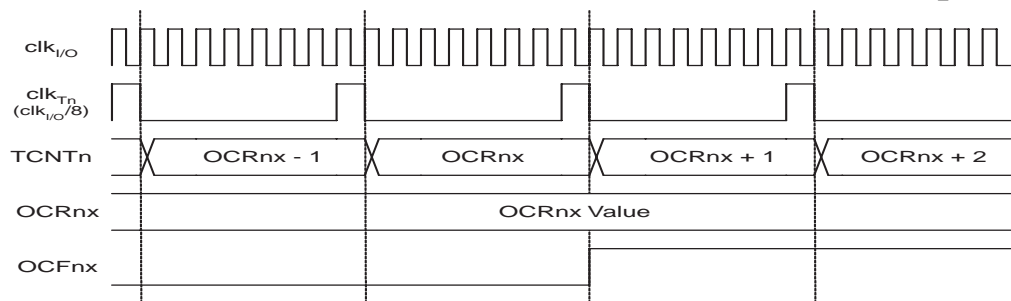 clkI/O
clkTn
(clkI/O/8)
TCNTn OCRnx - 1 OCRnx OCRnx + 1 OCRnx + 2
OCRnx OCRnx Value
OCFnx